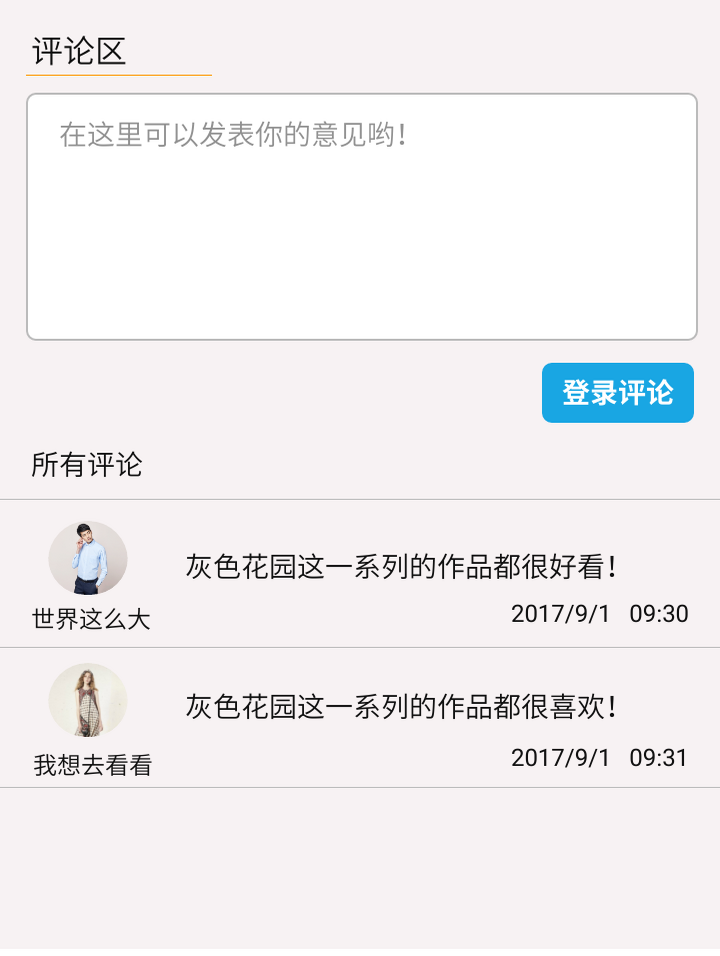 评论区
在这里可以发表你的意见哟！
登录评论
所有评论
灰色花园这一系列的作品都很好看！
2017/9/1 09:30
世界这么大
灰色花园这一系列的作品都很喜欢！
2017/9/1 09:31
我想去看看